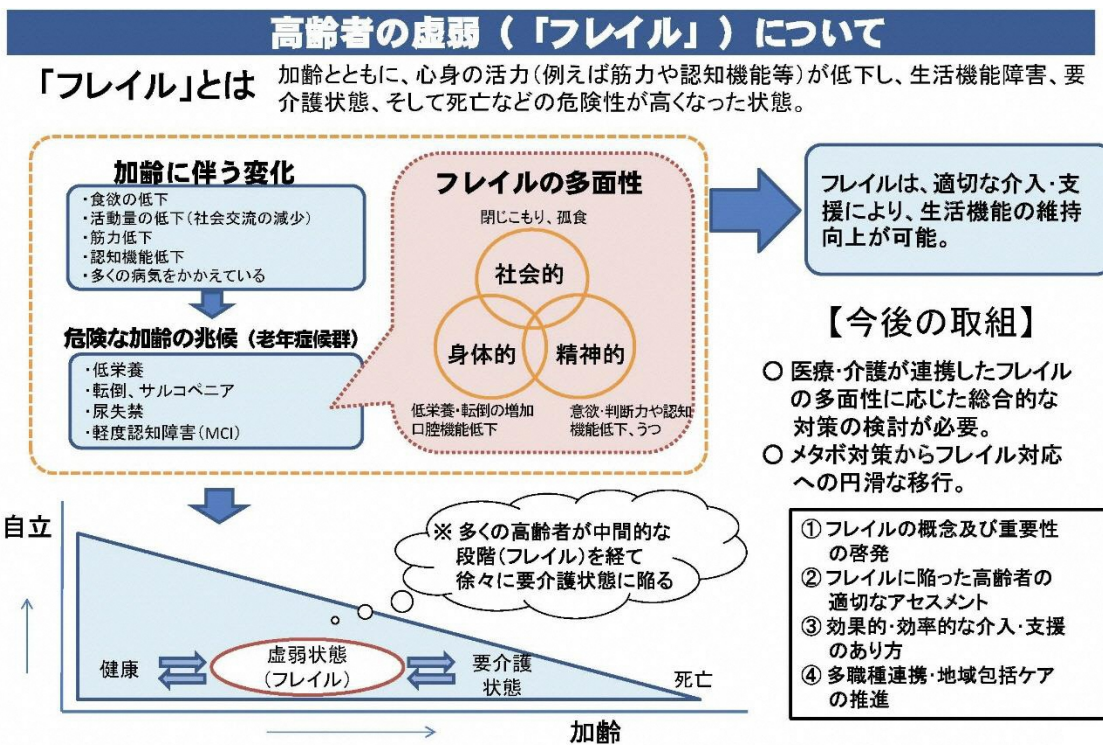 高齢者の虚弱（「フレイル」）について
「フレイル」とは
加齢とともに、心身の活力(例えば筋力や認知機能等)が低下し、生活機能障害、要
介護状態、そして死亡などの危険性が高くなった状態。
加齢に伴う変化
・食欲の低下
・活動量の低下(社会交流の減少)
・筋力低下
・認知機能低下
・多くの病気をかかえている
危険な加齢の兆候（老年症候群）
・低栄養
・転倒、サルコペニア
・尿失禁
・軽度認知障害(MCI)
フレイルの多面性
閉じこもり、孤食
社会的
身体的
精神的
低栄養・転倒の増加
口腔機能低下
意欲・判断力や認知
機能低下、うつ
フレイルは、適切な介入・支
援により、生活機能の維持
向上が可能。
【今後の取組】
○ 医療・介護が連携したフレイル
の多面性に応じた総合的な
対策の検討が必要。
○ メタボ対策からフレイル対応
への円滑な移行。
① フレイルの概念及び重要性
の啓発
② フレイルに陥った高齢者の
適切なアセスメント
③ 効果的・効率的な介入・支援
のあり方
④ 多職種連携・地域包括ケア
の推進
自立
※ 多くの高齢者が中間的な
段階(フレイル)を経て
徐々に要介護状態に陥る
健康
虚弱状態
(フレイル)
要介護
状態
死亡
加齢